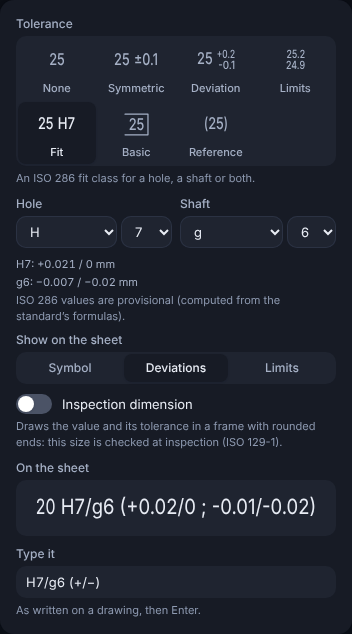 Tolerance
25 25 ±0.1 25 +0.2 -0.1 25.2 24.9
None Symmetric Deviation Limits
25 H7 25 (25)
Fit Basic Reference
An ISO 286 fit class for a hole, a shaft or both.
Hole Shaft
H 7 g 6
H7: +0.021 / 0 mm
g6: −0.007 / −0.02 mm
ISO 286 values are provisional (computed from the
standard’s formulas).
Show on the sheet
Symbol Deviations Limits
Inspection dimension
Draws the value and its tolerance in a frame with rounded
ends: this size is checked at inspection (ISO 129-1).
On the sheet
20 H7/g6 (+0.02/0 ; -0.01/-0.02)
Type it
H7/g6 (+/−)
As written on a drawing, then Enter.